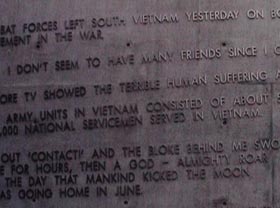 BAT FORCES LEFT SOUTH VIETNAM YESTERDAY ON BO
EMENT IN THE WAR.
I DON'T SEEM TO HAVE MANY FRIENDS SINCE I C
ORE TV SHOWED THE TERRIBLE HUMAN SUFFERING
ARMY UNITS IN VIETNAM CONSISTED OF ABOUT
,000 NATIONAL SERVICEMEN SERVED IN VIETNAM.
OUT 'CONTACT!' AND THE BLOKE BEHIND ME SWO
E FOR HOURS, THEN A GOD - ALMIGHTY ROAR
THE DAY THAT MANKIND KICKED THE MOON
AS GOING HOME IN JUNE.